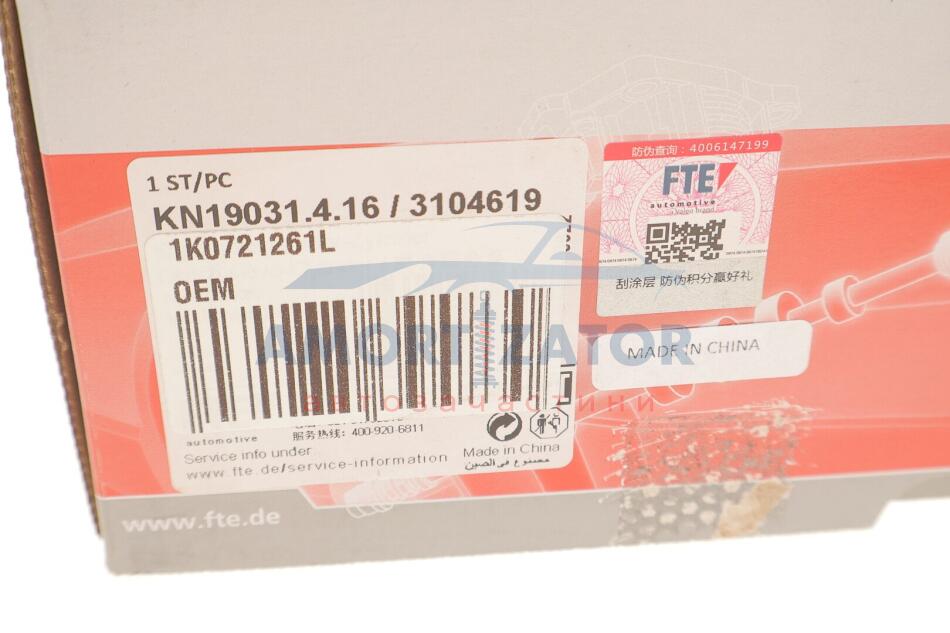 1 ST/PC
KN19031.4.16 / 3104619
1K0721261L
OEM
automotive
服务热线: 400-920-6811
Service info under
www.fte.de/service-information
Made in China
مصنوع في الصين
www.fte.de
防伪查询: 4006147199
FTE
automotive
a Valeo brand
刮涂层 防伪积分赢好礼
MADE IN CHINA
AMORTIZATOR
автозапчастини